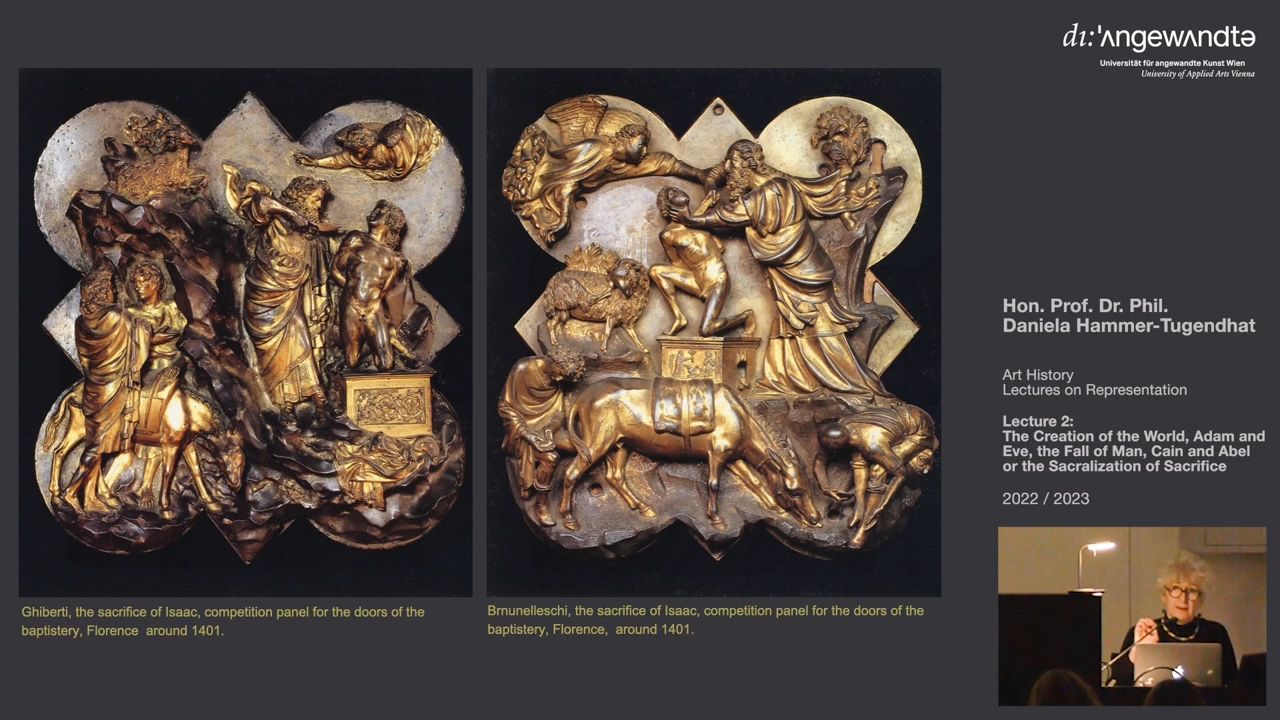 dı:ˈʌngewʌndtə
Universität für angewandte Kunst Wien
University of Applied Arts Vienna
Ghiberti, the sacrifice of Isaac, competition panel for the doors of the
baptistery, Florence around 1401.
Brnunelleschi, the sacrifice of Isaac, competition panel for the doors of the
baptistery, Florence, around 1401.
Hon. Prof. Dr. Phil.
Daniela Hammer-Tugendhat
Art History
Lectures on Representation
Lecture 2:
The Creation of the World, Adam and
Eve, the Fall of Man, Cain and Abel
or the Sacralization of Sacrifice
2022 / 2023